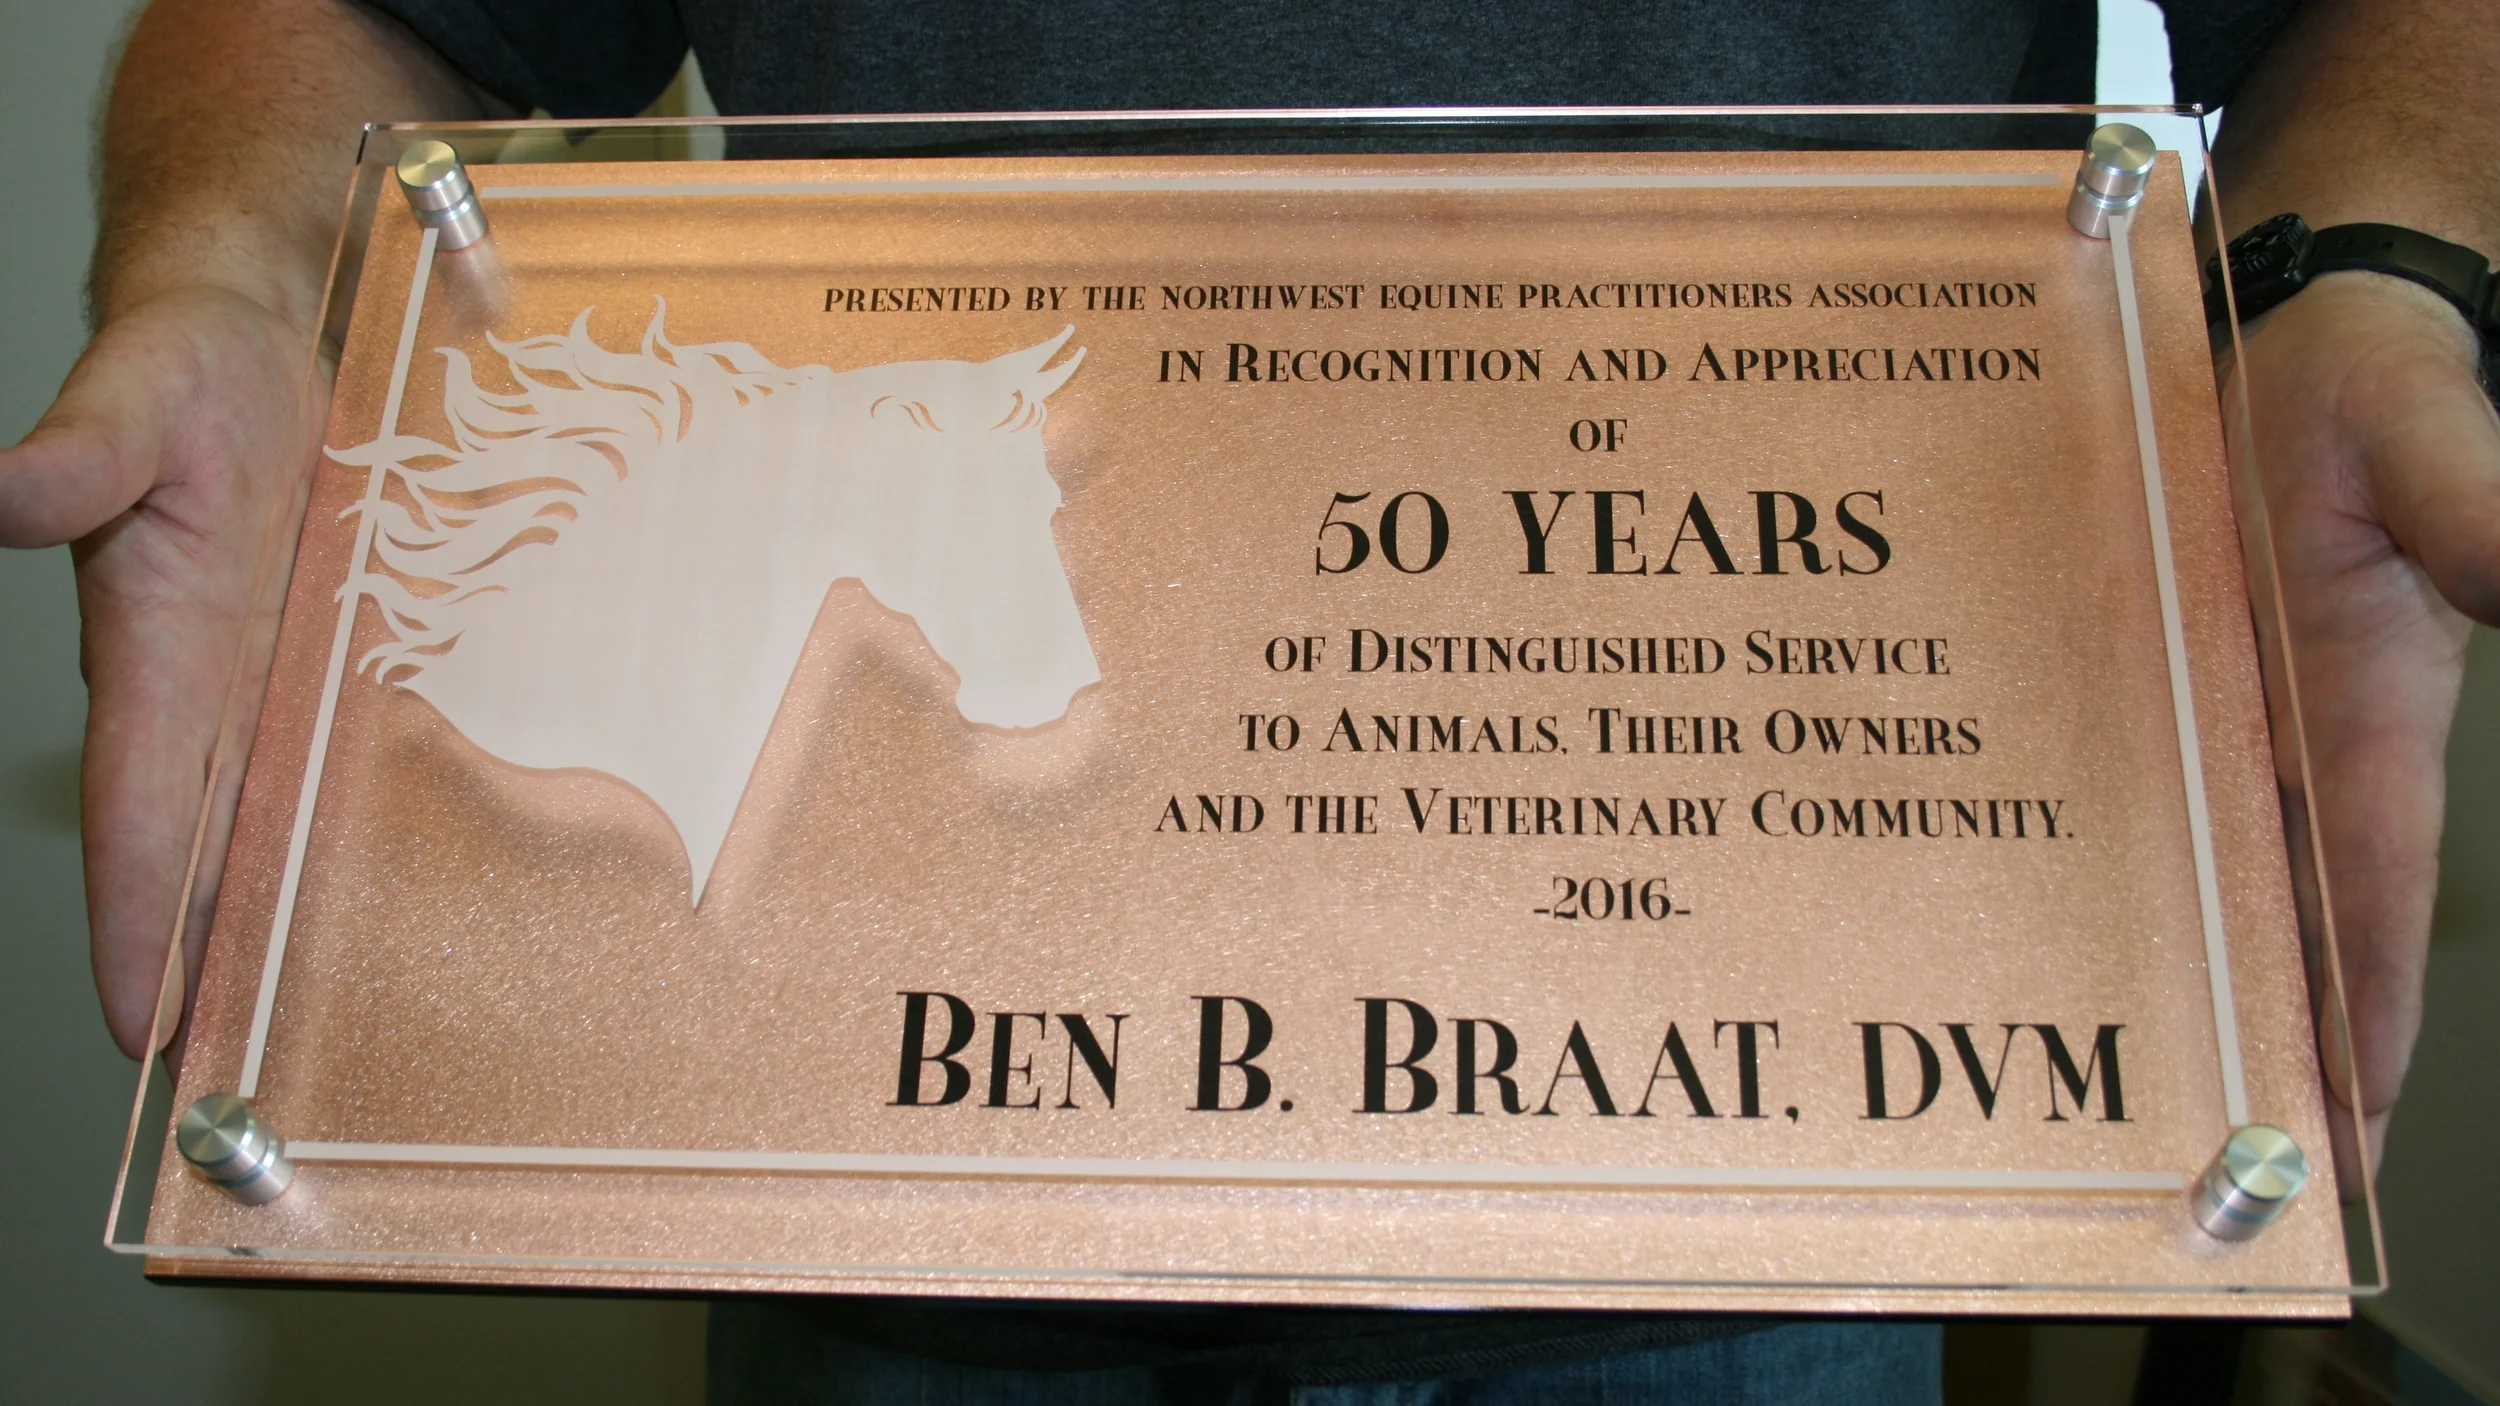 PRESENTED BY THE NORTHWEST EQUINE PRACTITIONERS ASSOCIATION
IN RECOGNITION AND APPRECIATION
OF
50 YEARS
OF DISTINGUISHED SERVICE
TO ANIMALS, THEIR OWNERS
AND THE VETERINARY COMMUNITY.
-2016-
BEN B. BRAAT, DVM